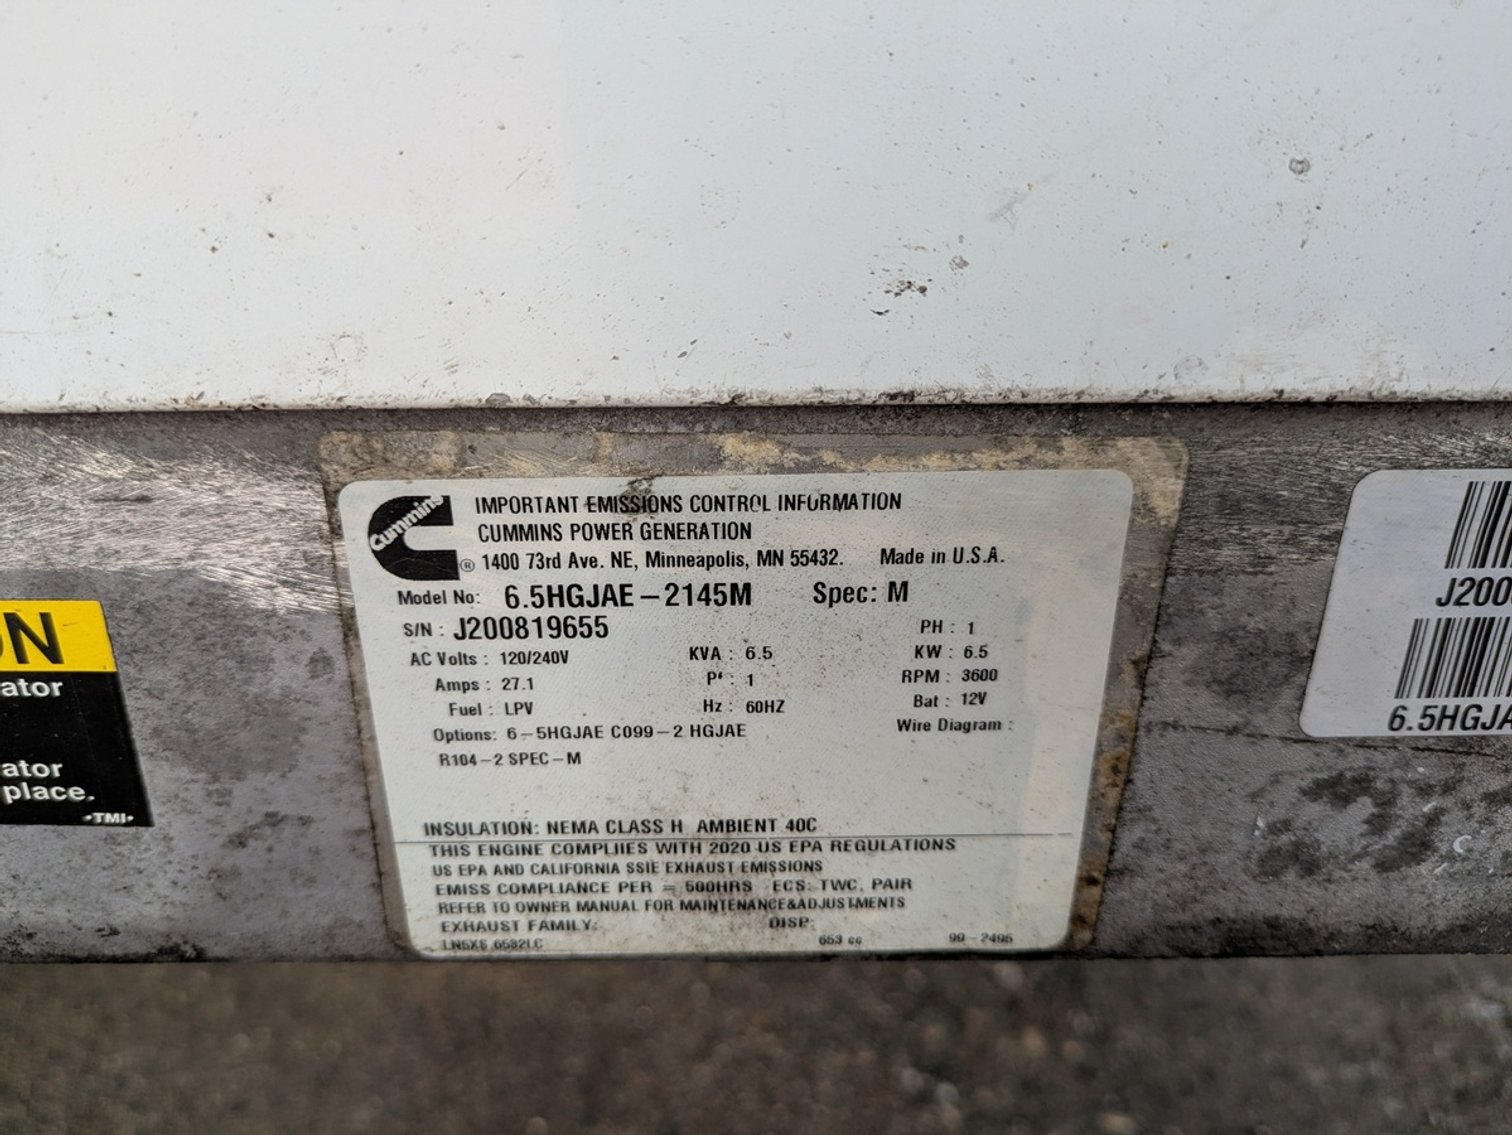 Cummins
®
IMPORTANT EMISSIONS CONTROL INFORMATION
CUMMINS POWER GENERATION
1400 73rd Ave. NE, Minneapolis, MN 55432. Made in U.S.A.
Model No: 6.5HGJAE-2145M Spec: M
S/N : J200819655 PH : 1
AC Volts : 120/240V KVA : 6.5 KW : 6.5
Amps : 27.1 Pf : 1 RPM : 3600
Fuel : LPV Hz : 60HZ Bat : 12V
Options: 6-5HGJAE C099-2 HGJAE Wire Diagram :
R104-2 SPEC-M
INSULATION: NEMA CLASS H AMBIENT 40C
THIS ENGINE COMPLIIES WITH 2020 US EPA REGULATIONS
US EPA AND CALIFORNIA SSIE EXHAUST EMISSIONS
EMISS COMPLIANCE PER = 500HRS ECS: TWC, PAIR
REFER TO OWNER MANUAL FOR MAINTENANCE&ADJUSTMENTS
EXHAUST FAMILY: DISP:
653 cc 99-2495
ON
ator
ator
place.
•TMI•
J200
6.5HGJA